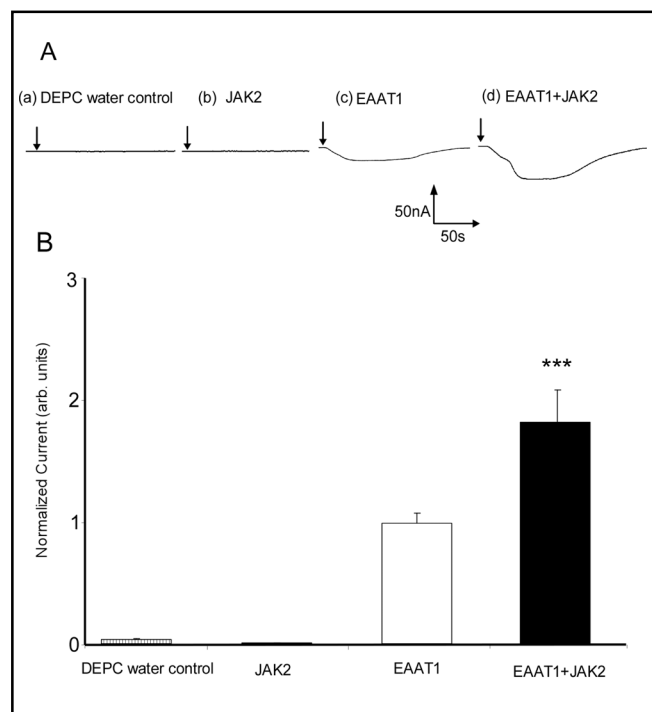 A
(a) DEPC water control (b) JAK2 (c) EAAT1 (d) EAAT1+JAK2
50nA
50s
B
Normalized Current (arb. units)
3
2
1
0
***
DEPC water control JAK2 EAAT1 EAAT1+JAK2